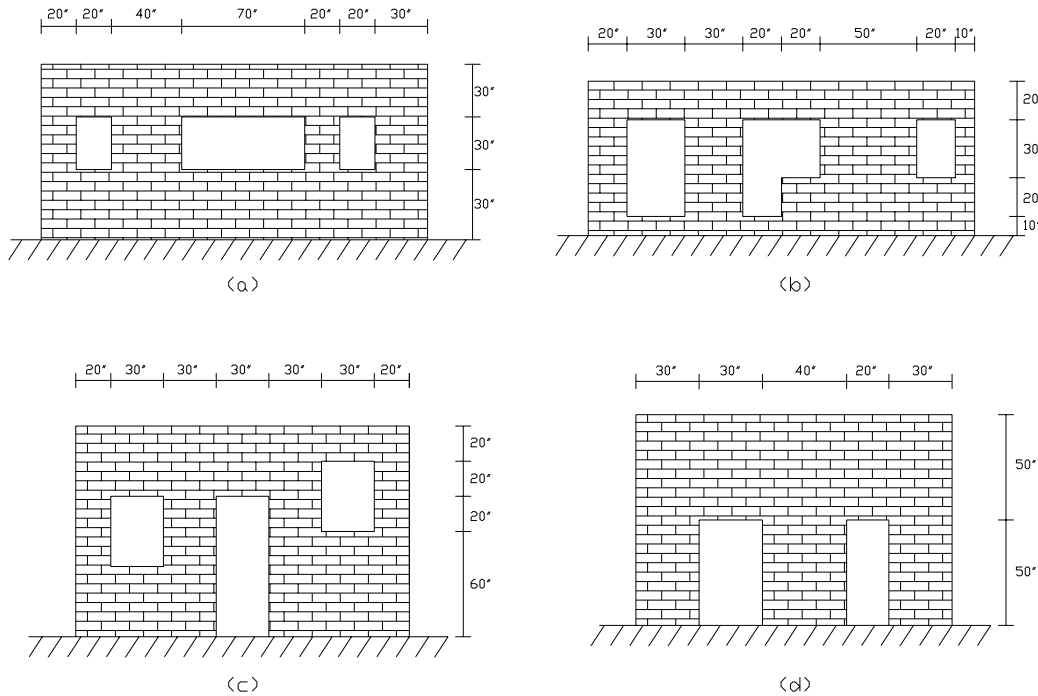 20″ 20″ 40″ 70″ 20″ 20″ 30″
30″
30″
30″
(a)
20″ 30″ 30″ 20″ 20″ 50″ 20″ 10″
20
30
20
10″
(b)
20″ 30″ 30″ 30″ 30″ 30″ 20″
20″
20″
20″
60″
(c)
30″ 30″ 40″ 20″ 30″
50″
50″
(d)